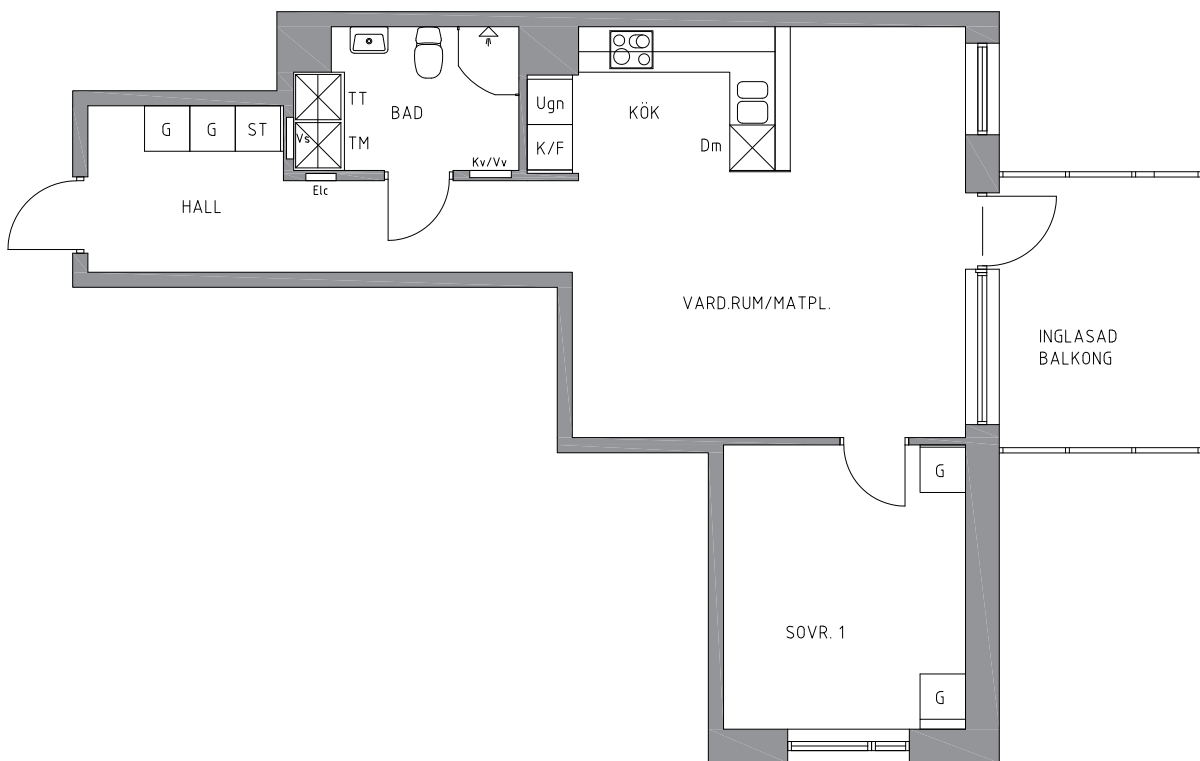 TT
BAD
Ugn
KÖK
G
G
ST
Vs
TM
K/F
Dm
Kv/Vv
Elc
HALL
VARD.RUM/MATPL.
INGLASAD
BALKONG
G
SOVR. 1
G